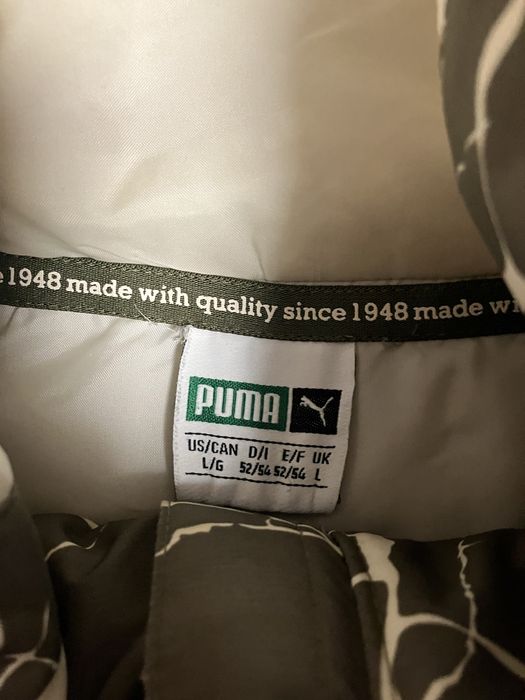 1948 made with quality since 1948 made
PUMA
US/CAN D/I E/F UK
L/G 52/54 52/54 L